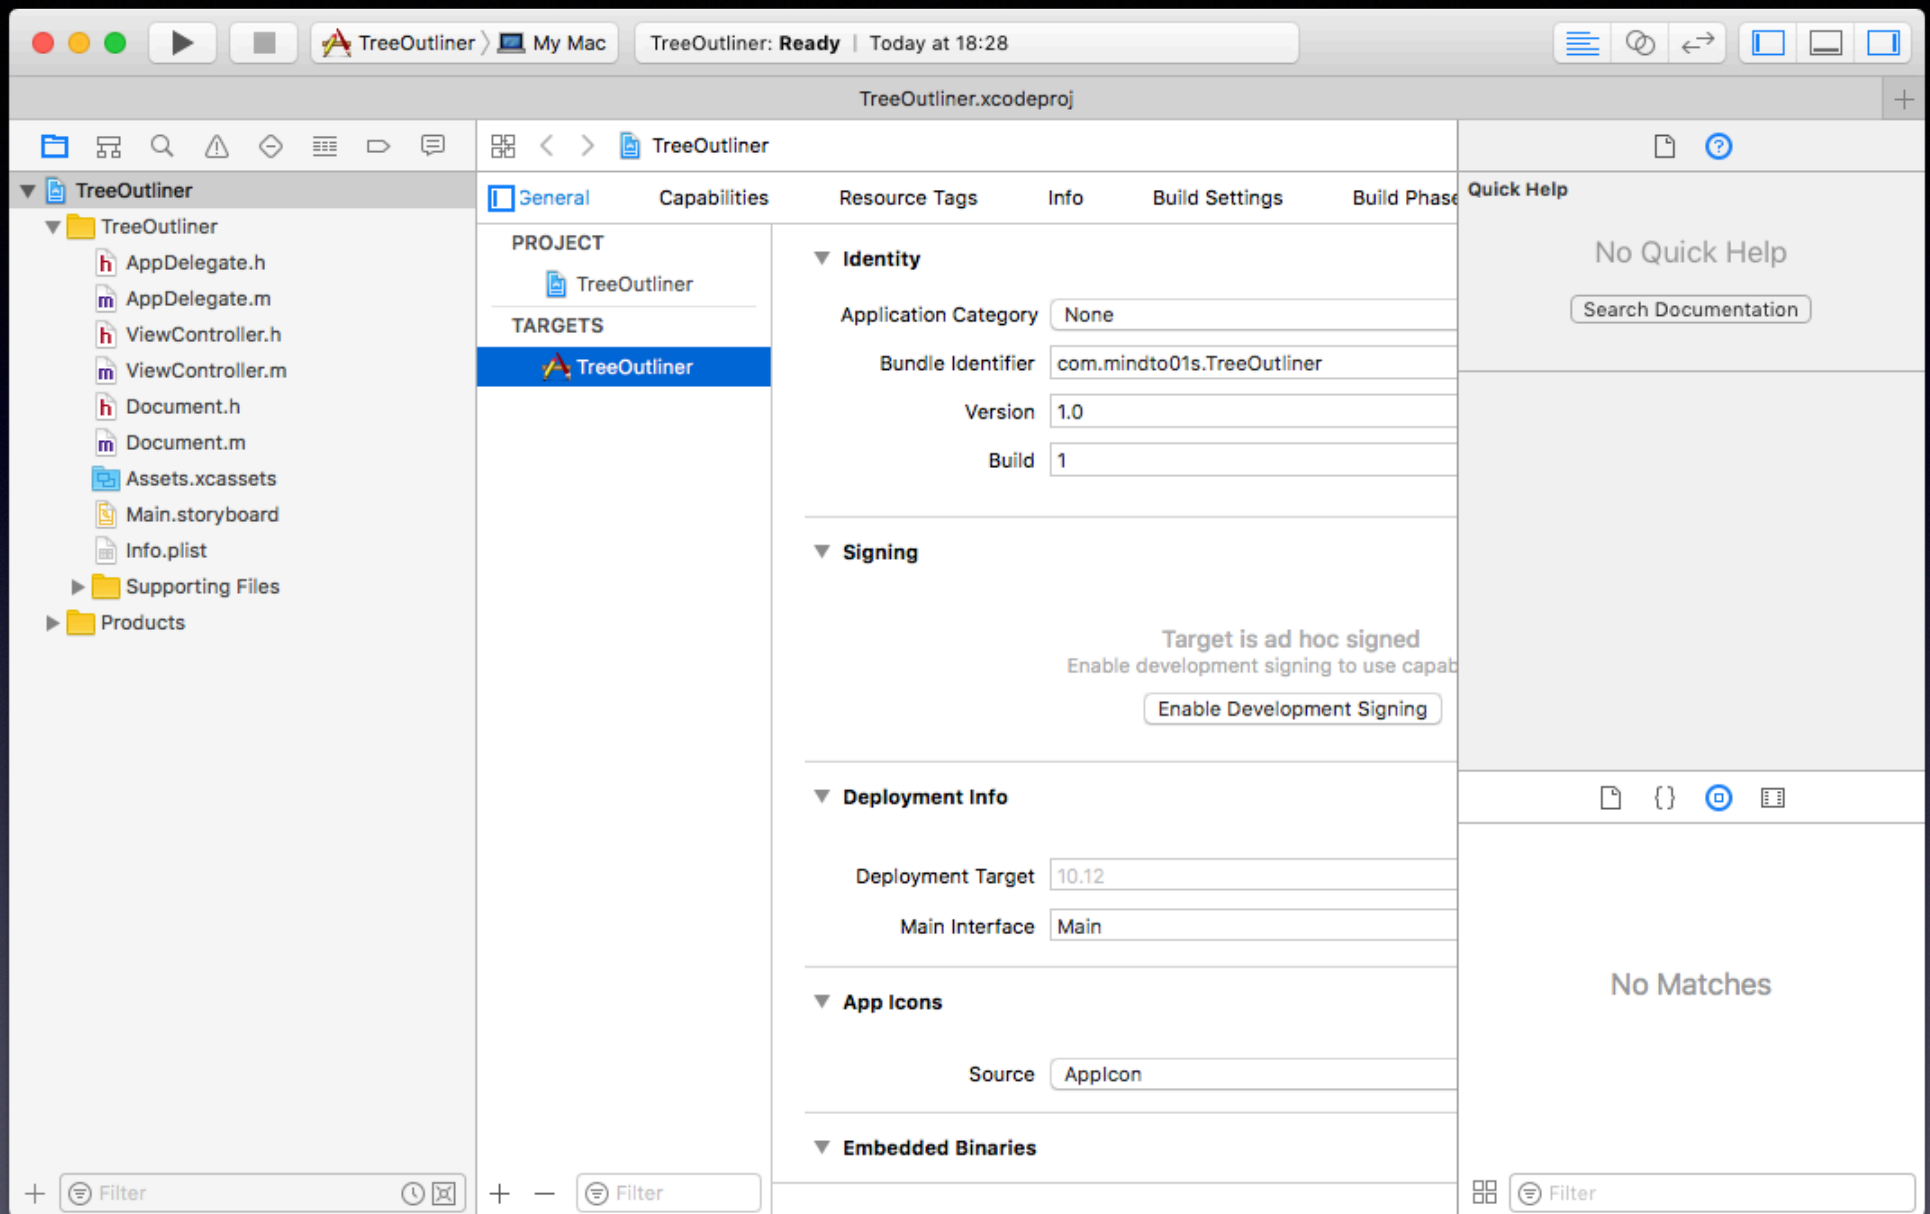 TreeOutliner My Mac TreeOutliner: Ready | Today at 18:28
TreeOutliner.xcodeproj
TreeOutliner
TreeOutliner
AppDelegate.h
AppDelegate.m
ViewController.h
ViewController.m
Document.h
Document.m
Assets.xcassets
Main.storyboard
Info.plist
Supporting Files
Products
Filter
TreeOutliner
General Capabilities Resource Tags Info Build Settings Build Phase
PROJECT
TreeOutliner
TARGETS
TreeOutliner
Filter
Identity
Application Category None
Bundle Identifier com.mindto01s.TreeOutliner
Version 1.0
Build 1
Signing
Target is ad hoc signed
Enable development signing to use capab
Enable Development Signing
Deployment Info
Deployment Target 10.12
Main Interface Main
App Icons
Source AppIcon
Embedded Binaries
Quick Help
No Quick Help
Search Documentation
No Matches
Filter